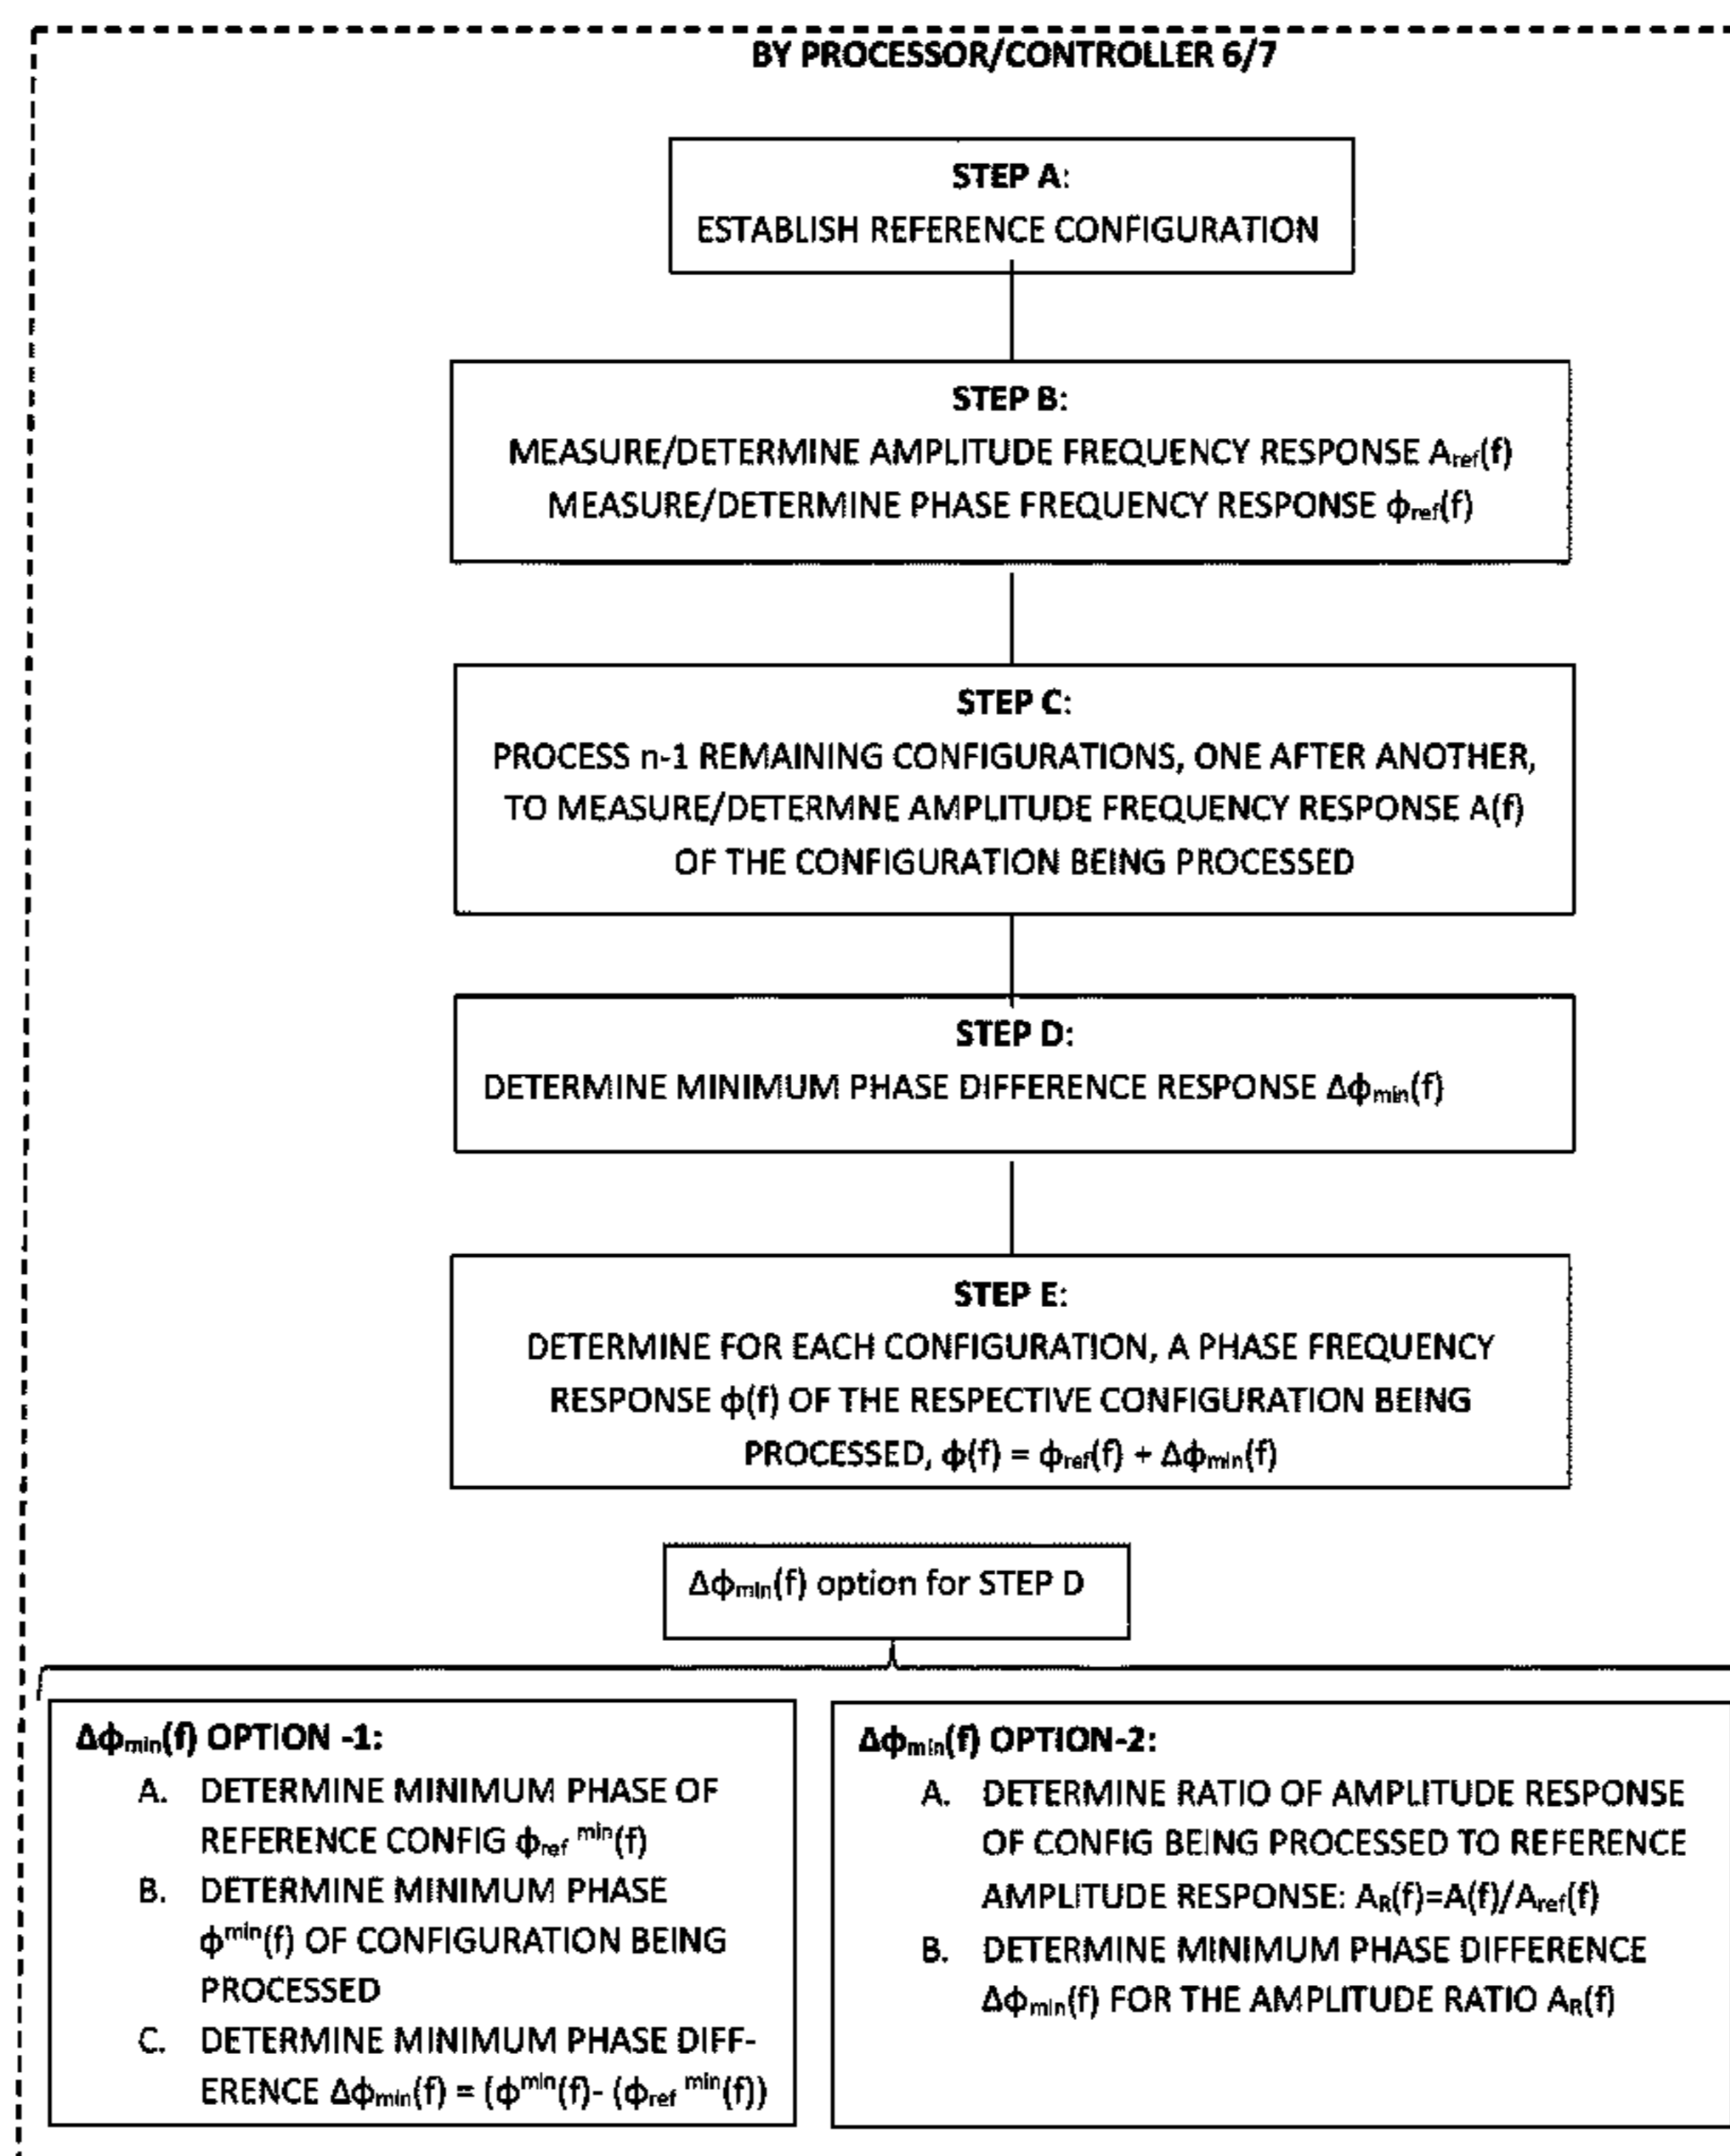 BY PROCESSOR/CONTROLLER 6/7
STEP A:
ESTABLISH REFERENCE CONFIGURATION
STEP B:
MEASURE/DETERMINE AMPLITUDE FREQUENCY RESPONSE Aref(f)
MEASURE/DETERMINE PHASE FREQUENCY RESPONSE ϕref(f)
STEP C:
PROCESS n-1 REMAINING CONFIGURATIONS, ONE AFTER ANOTHER,
TO MEASURE/DETERMNE AMPLITUDE FREQUENCY RESPONSE A(f)
OF THE CONFIGURATION BEING PROCESSED
STEP D:
DETERMINE MINIMUM PHASE DIFFERENCE RESPONSE Δϕmin(f)
STEP E:
DETERMINE FOR EACH CONFIGURATION, A PHASE FREQUENCY
RESPONSE ϕ(f) OF THE RESPECTIVE CONFIGURATION BEING
PROCESSED, ϕ(f) = ϕref(f) + Δϕmin(f)
Δϕmin(f) option for STEP D
Δϕmin(f) OPTION -1:
A. DETERMINE MINIMUM PHASE OF
REFERENCE CONFIG ϕref min(f)
B. DETERMINE MINIMUM PHASE
ϕmin(f) OF CONFIGURATION BEING
PROCESSED
C. DETERMINE MINIMUM PHASE DIFF-
ERENCE Δϕmin(f) = (ϕmin(f)- (ϕref min(f))
Δϕmin(f) OPTION-2:
A. DETERMINE RATIO OF AMPLITUDE RESPONSE
OF CONFIG BEING PROCESSED TO REFERENCE
AMPLITUDE RESPONSE: AR(f)=A(f)/Aref(f)
B. DETERMINE MINIMUM PHASE DIFFERENCE
Δϕmin(f) FOR THE AMPLITUDE RATIO AR(f)